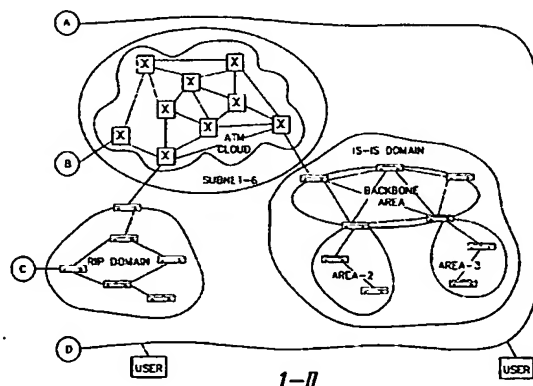 A
X
X
X
X
X
X
X
X
X
ATM
CLOUD
B
SUBNET-6
IS-IS DOMAIN
BACKBONE
AREA
RIP DOMAIN
C
AREA-2
AREA-3
D
USER
USER